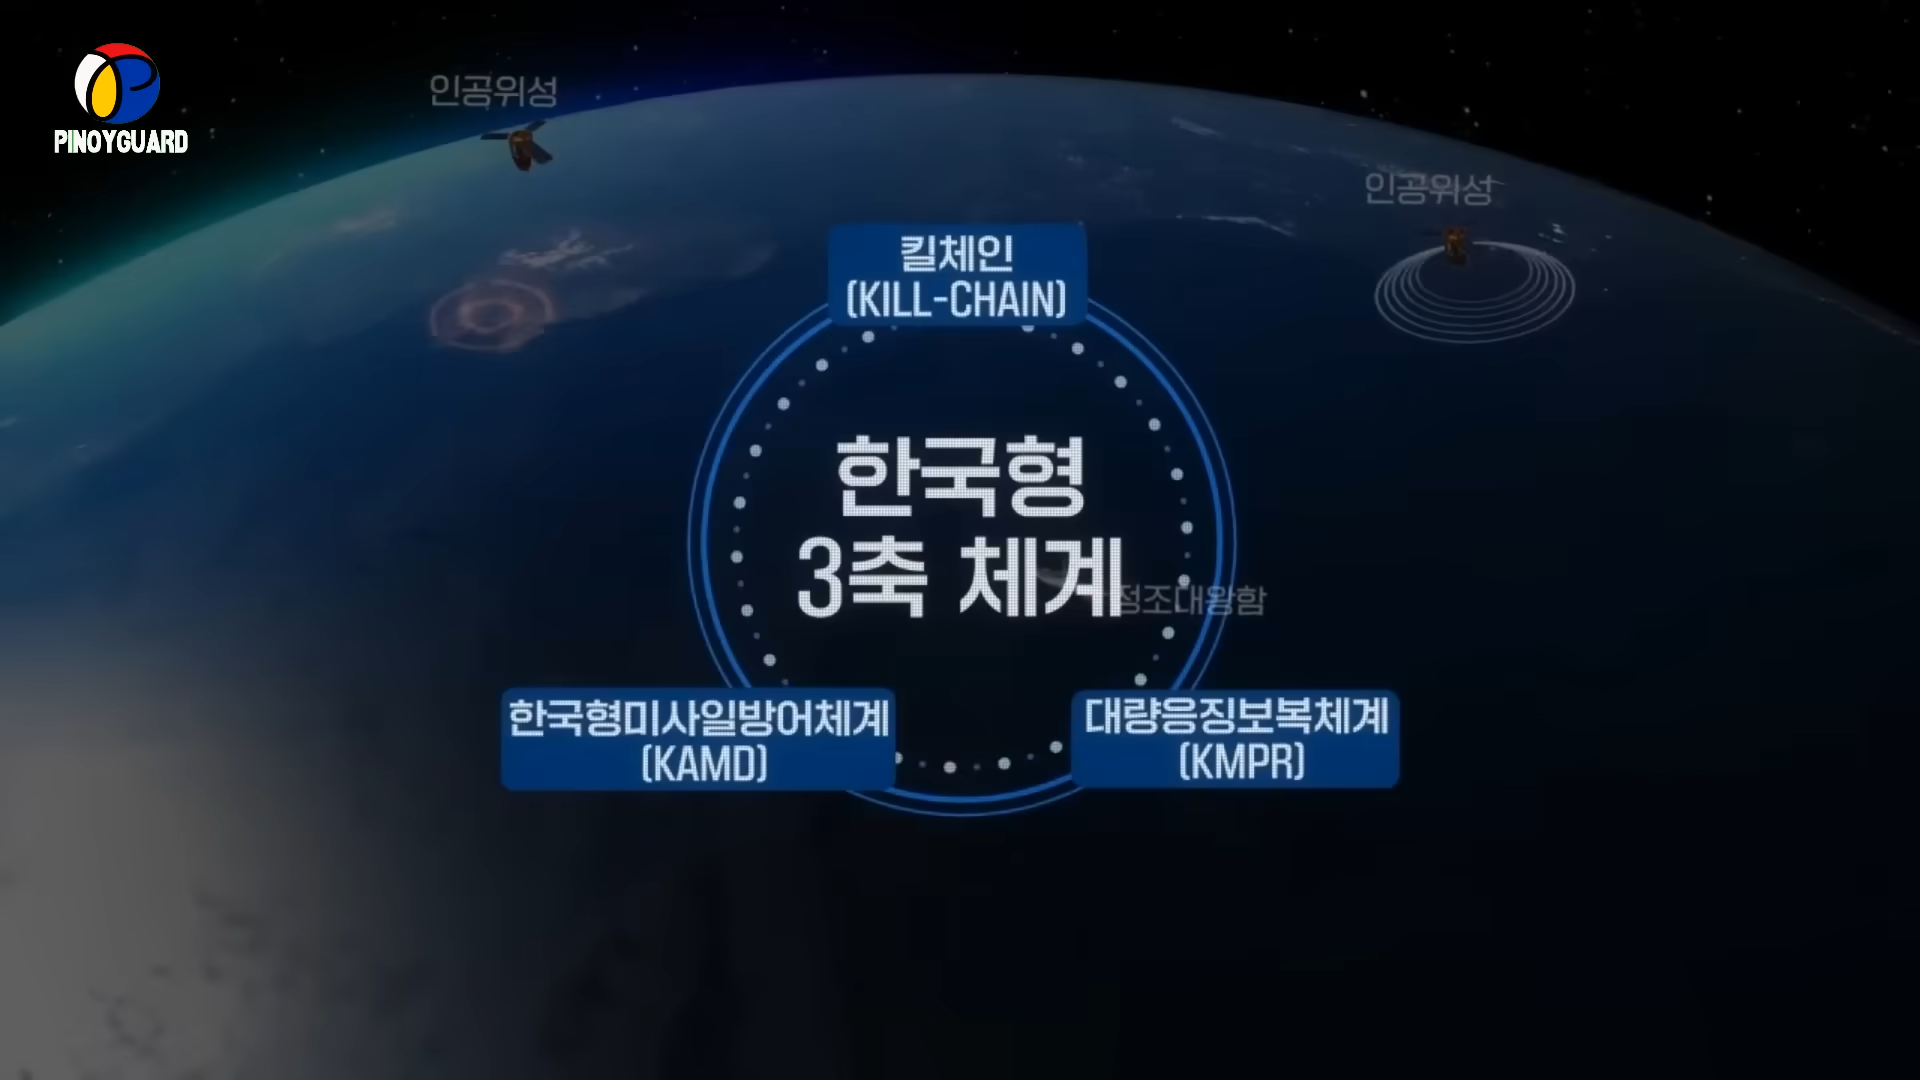 PINOYGUARD
인공위성
인공위성
킬체인
(KILL-CHAIN)
한국형
3축 체계
정조대왕함
한국형미사일방어체계
(KAMD)
대량응징보복체계
(KMPR)